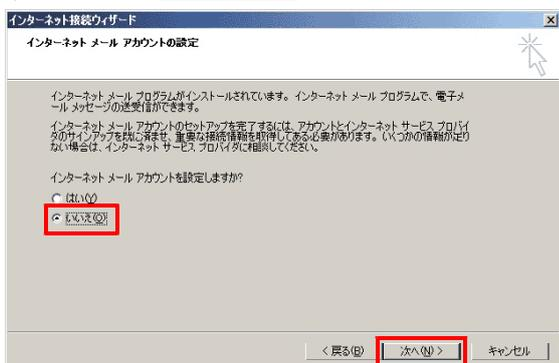 インターネット接続ウィザード
インターネット メール アカウントの設定
インターネット メール プログラムがインストールされています。インターネット メール プログラムで、電子メ
ール メッセージの送受信ができます。
インターネット メール アカウントのセットアップを完了するには、アカウントとインターネット サービス プロバイ
ダのサインアップを既に済ませ、重要な接続情報を取得してある必要があります。いくつかの情報が足り
ない場合は、インターネット サービス プロバイダに相談してください。
インターネット メール アカウントを設定しますか?
はい(Y)
いいえ(O)
< 戻る(B)
次へ(N) >
キャンセル